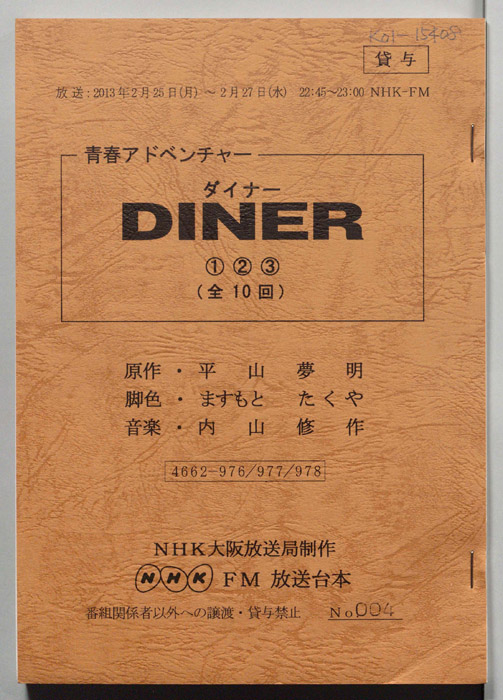 K01-15408
貸与
放送:2013年2月25日(月)～2月27日(水) 22:45～23:00 NHK-FM
青春アドベンチャー
ダイナー
DINER
①②③
(全10回)
原作・平山夢明
脚色・ますもと たくや
音楽・内山修作
4662-976/977/978
NHK大阪放送局制作
NHK FM 放送台本
番組関係者以外への譲渡・貸与禁止 No004